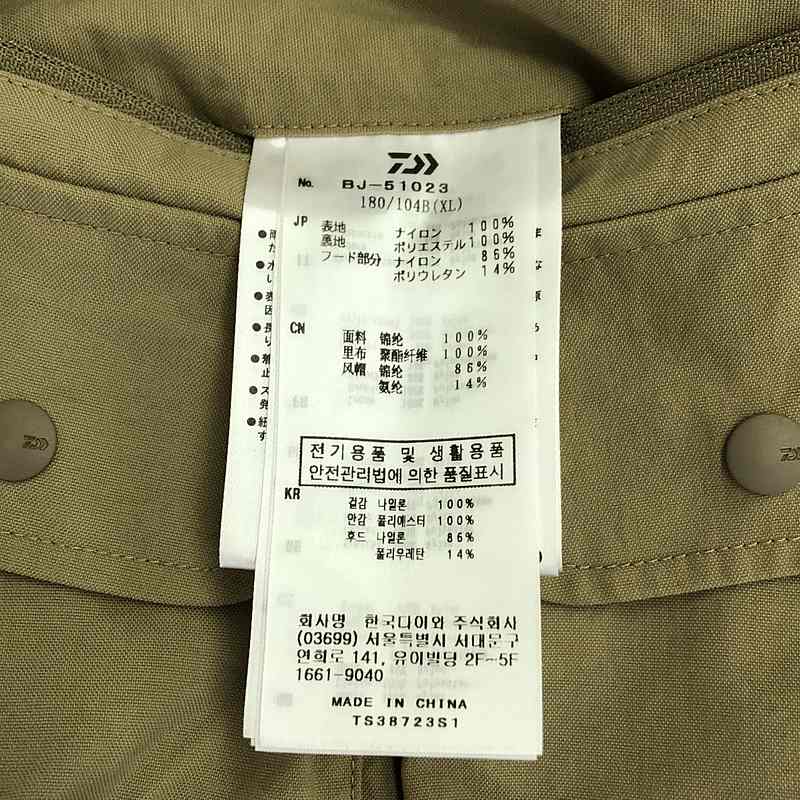 No. BJ-51023
180/104B(XL)
JP 表地 ナイロン 100%
裏地 ポリエステル 100%
フード部分 ナイロン 86%
ポリウレタン 14%
CN 面料 锦纶 100%
里布 聚酯纤维 100%
风帽 锦纶 86%
氨纶 14%
전기용품 및 생활용품
안전관리법에 의한 품질표시
KR 겉감 나일론 100%
안감 폴리에스터 100%
후드 나일론 86%
폴리우레탄 14%
회사명 한국다이와 주식회사
(03699) 서울특별시 서대문구
연희로 141, 유이빌딩 2F-5F
1661-9040
MADE IN CHINA
TS38723S1